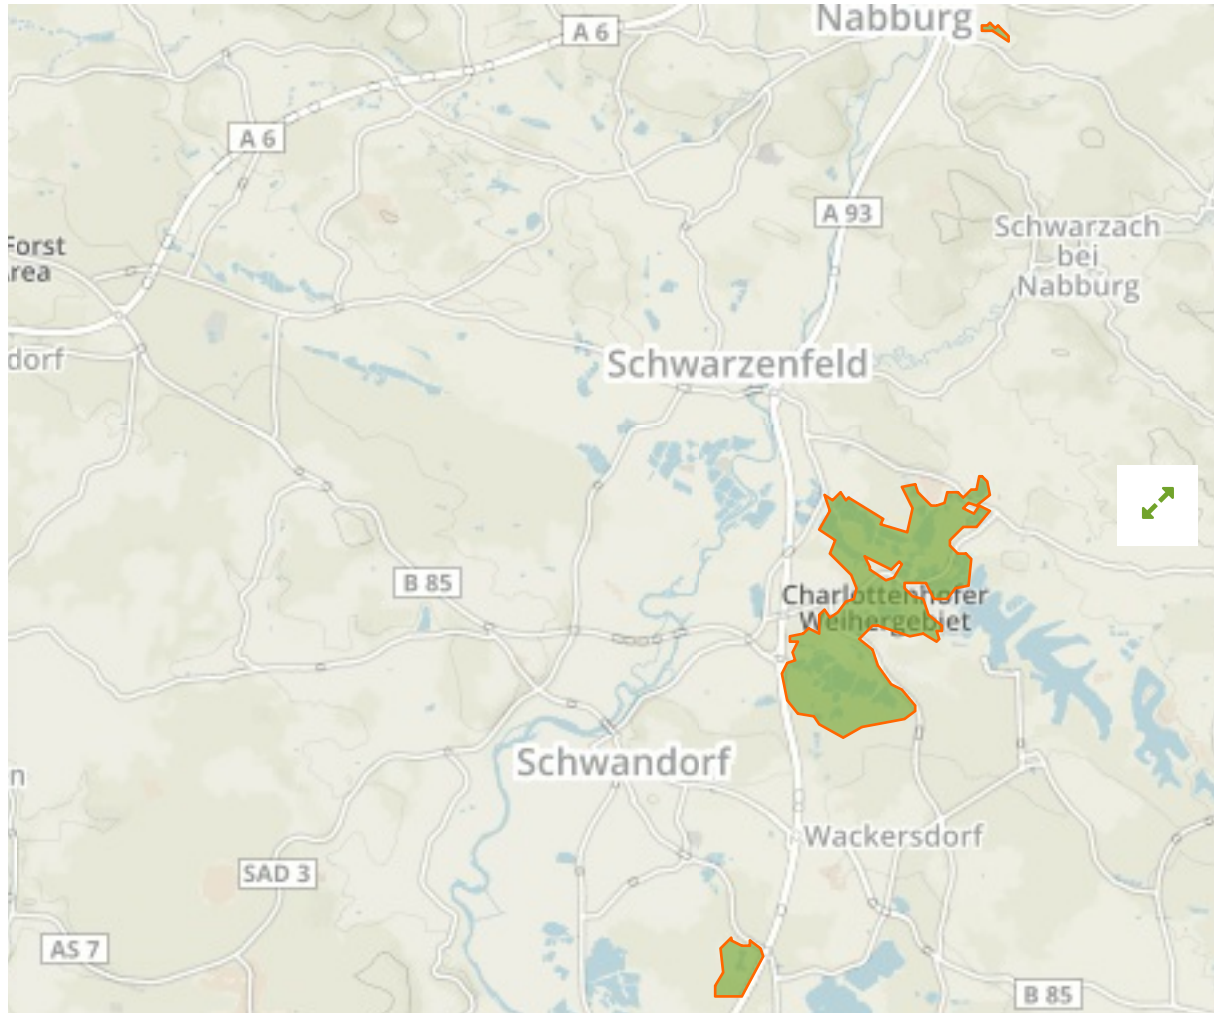 Nabburg
A 6
A 6
A 93
Schwarzach
bei
Nabburg
Forst
rea
dorf
Schwarzenfeld
B 85
Charlottenhofer
Weihergebiet
Schwandorf
n
Wackersdorf
SAD 3
AS 7
B 85